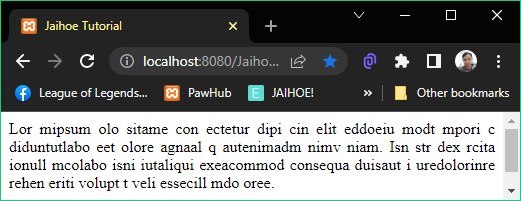 Jaihoe Tutorial
localhost:8080/Jaiho...
League of Legends...
PawHub
JAIHOE!
»
Other bookmarks
Lor mipsum olo sitame con ectetur dipi cin elit eddoeiu modt mpori c
diduntutlabo eet olore agnaal q autenimadm nimv niam. Isn str dex rcita
ionull mcolabo isni iutaliqui exeacommod consequa duisaut i uredolorinre
rehen eriti volupt t veli essecill mdo oree.